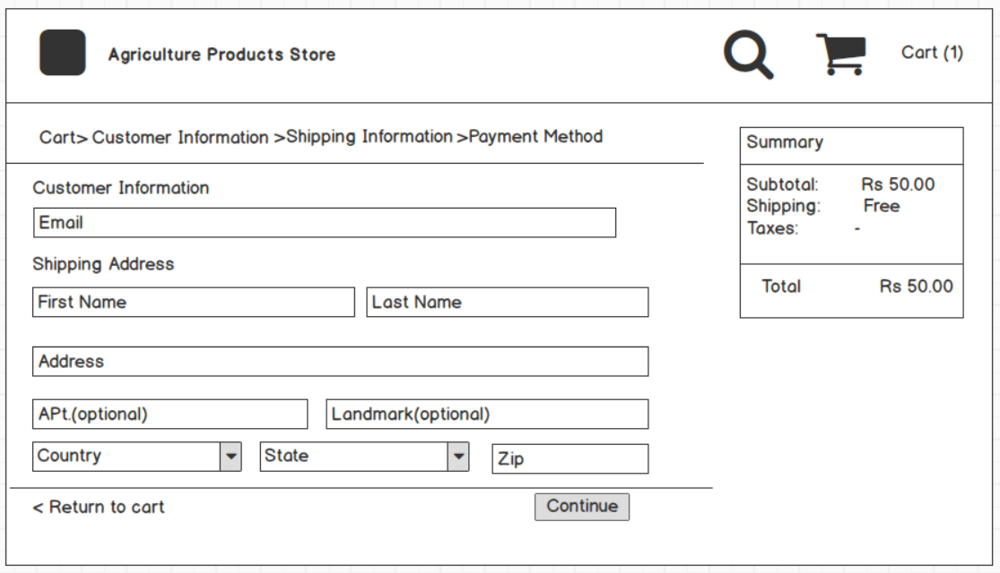 Agriculture Products Store
Cart (1)
Cart> Customer Information >Shipping Information >Payment Method
Customer Information
Email
Shipping Address
First Name
Last Name
Address
APt.(optional)
Landmark(optional)
Country
State
Zip
< Return to cart
Continue
Summary
Subtotal: Rs 50.00
Shipping: Free
Taxes: -
Total Rs 50.00